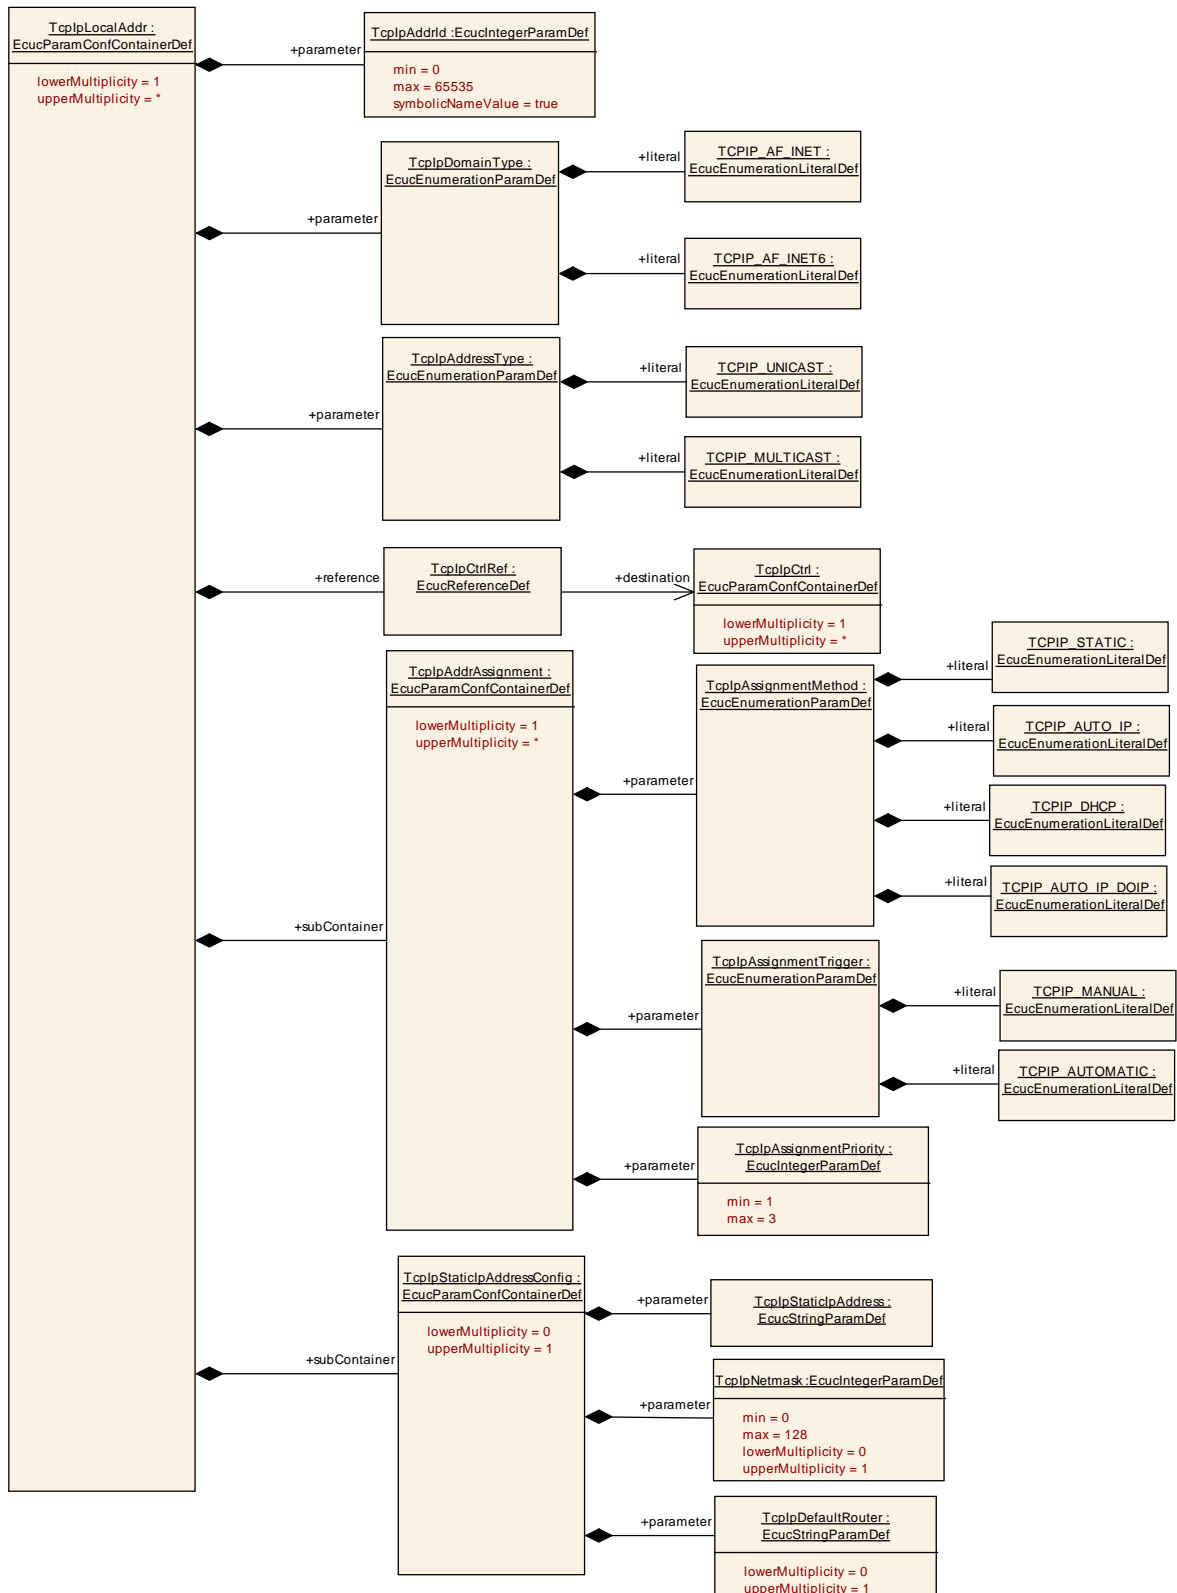 TcpIpLocalAddr :
EcucParamConfContainerDef
lowerMultiplicity = 1
upperMultiplicity = *
+parameter
TcpIpAddrId :EcucIntegerParamDef
min = 0
max = 65535
symbolicNameValue = true
+parameter
TcpIpDomainType :
EcucEnumerationParamDef
+literal
TCPIP_AF_INET :
EcucEnumerationLiteralDef
+literal
TCPIP_AF_INET6 :
EcucEnumerationLiteralDef
+parameter
TcpIpAddressType :
EcucEnumerationParamDef
+literal
TCPIP_UNICAST :
EcucEnumerationLiteralDef
+literal
TCPIP_MULTICAST :
EcucEnumerationLiteralDef
+reference
TcpIpCtrlRef :
EcucReferenceDef
+destination
TcpIpCtrl :
EcucParamConfContainerDef
lowerMultiplicity = 1
upperMultiplicity = *
+subContainer
TcpIpAddrAssignment :
EcucParamConfContainerDef
lowerMultiplicity = 1
upperMultiplicity = *
+parameter
TcpIpAssignmentMethod :
EcucEnumerationParamDef
+literal
TCPIP_STATIC :
EcucEnumerationLiteralDef
+literal
TCPIP_AUTO_IP :
EcucEnumerationLiteralDef
+literal
TCPIP_DHCP :
EcucEnumerationLiteralDef
+literal
TCPIP_AUTO_IP_DOIP :
EcucEnumerationLiteralDef
+parameter
TcpIpAssignmentTrigger :
EcucEnumerationParamDef
+literal
TCPIP_MANUAL :
EcucEnumerationLiteralDef
+literal
TCPIP_AUTOMATIC :
EcucEnumerationLiteralDef
+parameter
TcpIpAssignmentPriority :
EcucIntegerParamDef
min = 1
max = 3
+subContainer
TcpIpStaticIpAddressConfig :
EcucParamConfContainerDef
lowerMultiplicity = 0
upperMultiplicity = 1
+parameter
TcpIpStaticIpAddress :
EcucStringParamDef
+parameter
TcpIpNetmask :EcucIntegerParamDef
min = 0
max = 128
lowerMultiplicity = 0
upperMultiplicity = 1
+parameter
TcpIpDefaultRouter :
EcucStringParamDef
lowerMultiplicity = 0
upperMultiplicity = 1